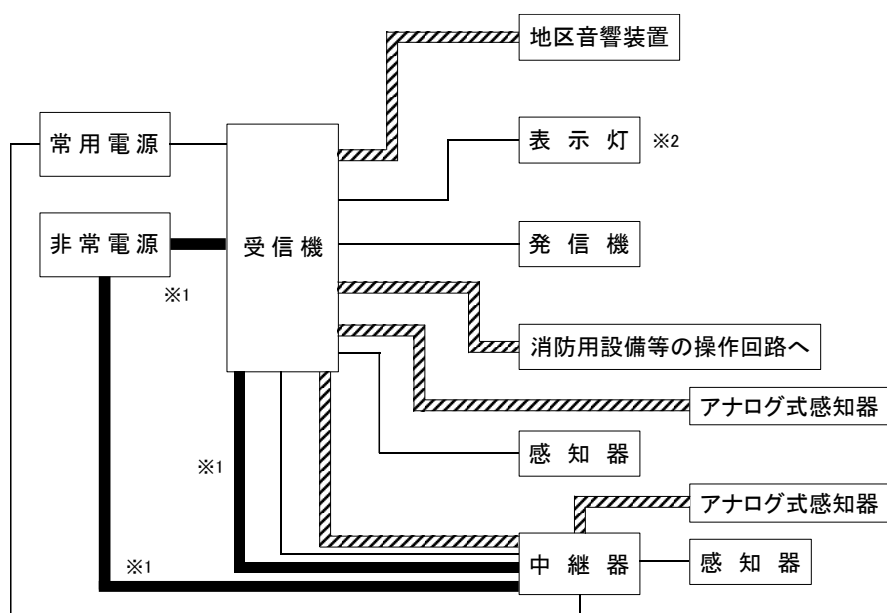 地区音響装置
常用電源
表示灯 ※2
非常電源
受信機
発信機
※1
消防用設備等の操作回路へ
アナログ式感知器
感知器
※1
アナログ式感知器
中継器
感知器
※1